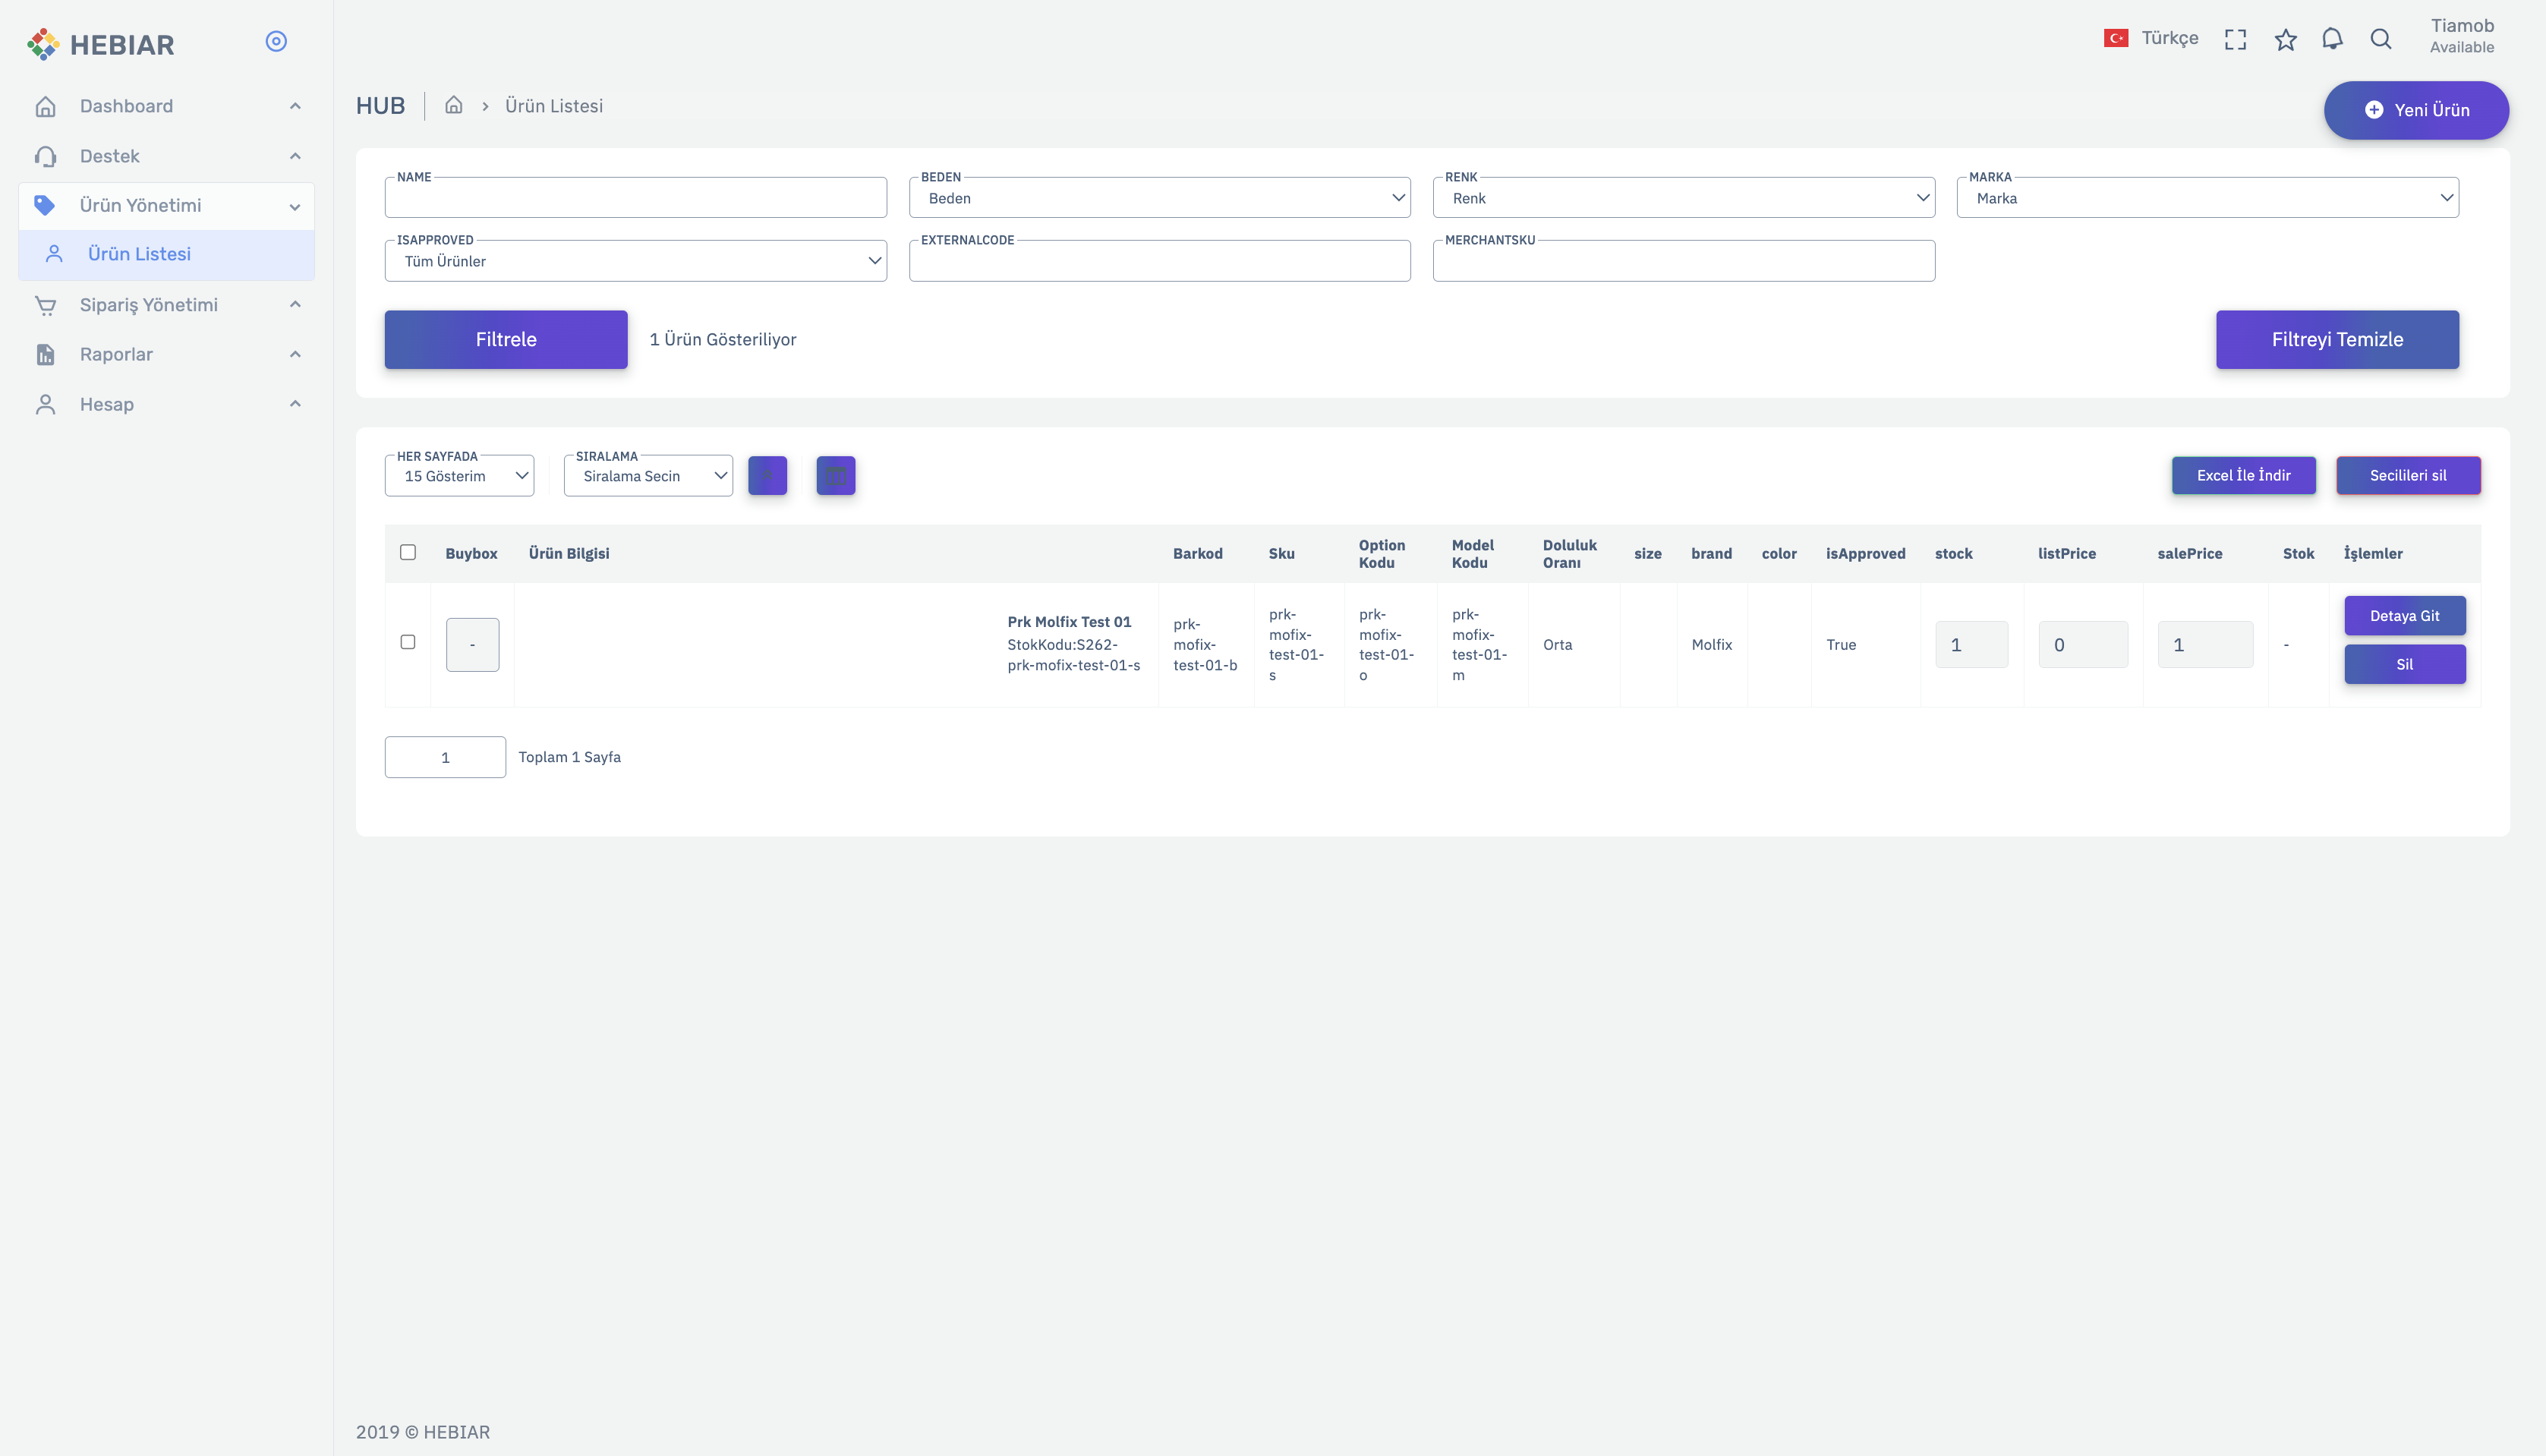 HEBIAR
Türkçe
Tiamob
Available
Dashboard
Destek
Ürün Yönetimi
Ürün Listesi
Sipariş Yönetimi
Raporlar
Hesap
HUB
Ürün Listesi
Yeni Ürün
NAME
BEDEN
Beden
RENK
Renk
MARKA
Marka
ISAPPROVED
Tüm Ürünler
EXTERNALCODE
MERCHANTSKU
Filtrele
1 Ürün Gösteriliyor
Filtreyi Temizle
HER SAYFADA
15 Gösterim
SIRALAMA
Siralama Secin
Excel İle İndir
Secilileri sil
Buybox
Ürün Bilgisi
Barkod
Sku
Option
Kodu
Model
Kodu
Doluluk
Oranı
size
brand
color
isApproved
stock
listPrice
salePrice
Stok
İşlemler
-
Prk Molfix Test 01
StokKodu:S262-
prk-mofix-test-01-s
prk-
mofix-
test-01-b
prk-
mofix-
test-01-
s
prk-
mofix-
test-01-
o
prk-
mofix-
test-01-
m
Orta
Molfix
True
1
0
1
-
Detaya Git
Sil
1
Toplam 1 Sayfa
2019 © HEBIAR